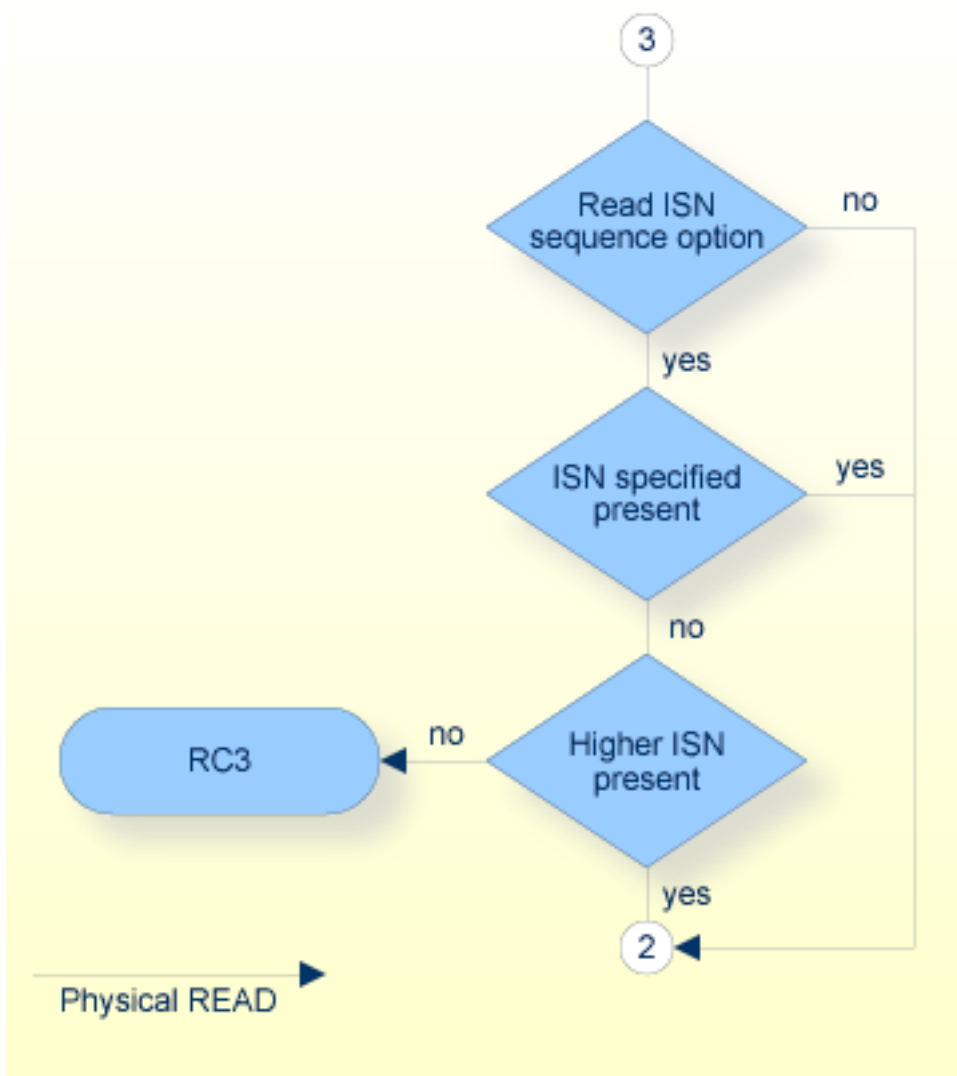 3
Read ISN
sequence option
no
yes
ISN specified
present
yes
no
Higher ISN
present
no
RC3
yes
2
Physical READ